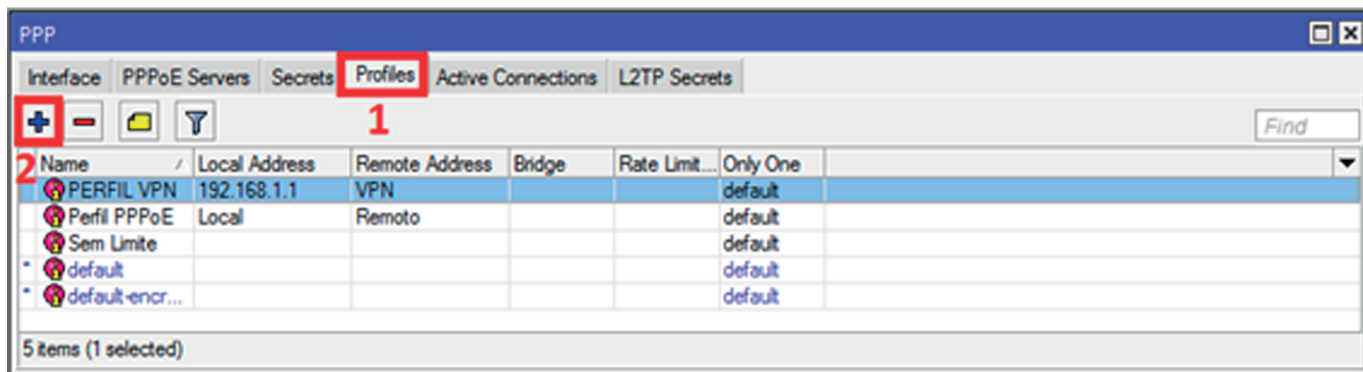 PPP
Interface PPPoE Servers Secrets Profiles Active Connections L2TP Secrets
1
Find
2
Name Local Address Remote Address Bridge Rate Limit... Only One
PERFIL VPN 192.168.1.1 VPN default
Perfil PPPoE Local Remoto default
Sem Limite default
* default default
* default-encr... default
5 items (1 selected)